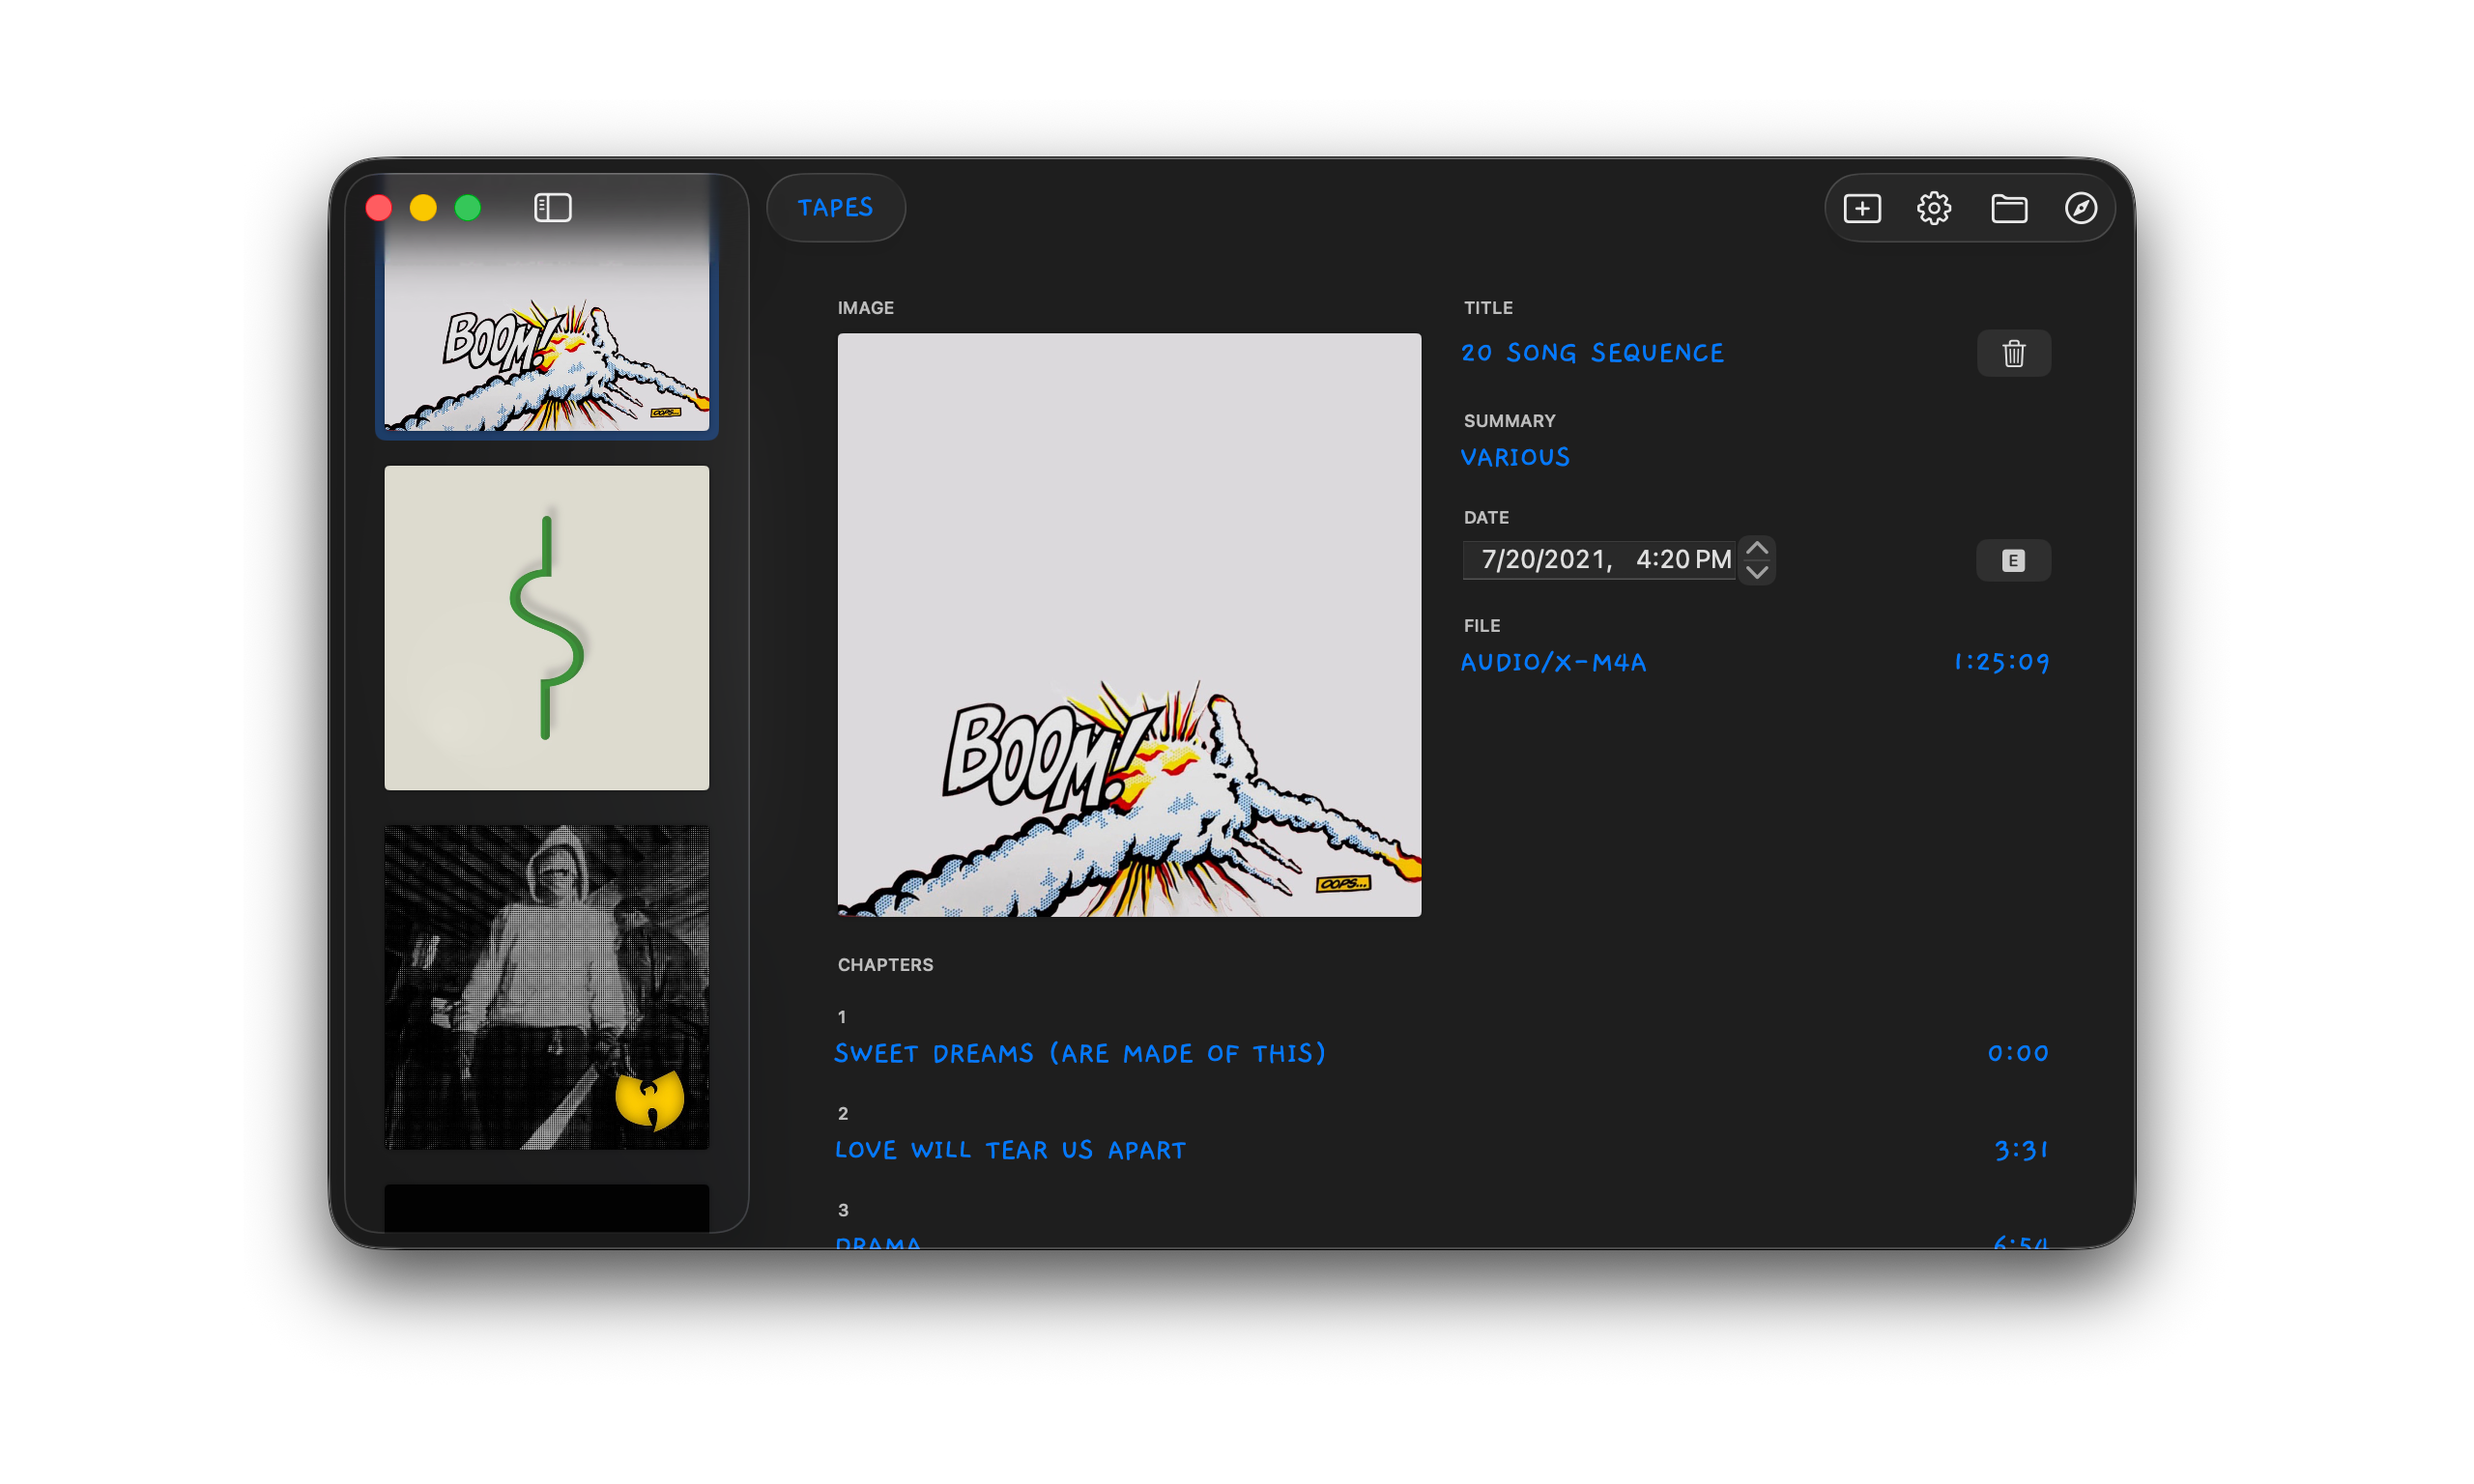 TAPES
BOOM!
OOPS...
IMAGE
BOOM!
OOPS...
TITLE
20 SONG SEQUENCE
SUMMARY
VARIOUS
DATE
7/20/2021, 4:20 PM
E
FILE
AUDIO/X-M4A 1:25:09
CHAPTERS
1
SWEET DREAMS (ARE MADE OF THIS) 0:00
2
LOVE WILL TEAR US APART 3:31
3
DRAMA 6:54